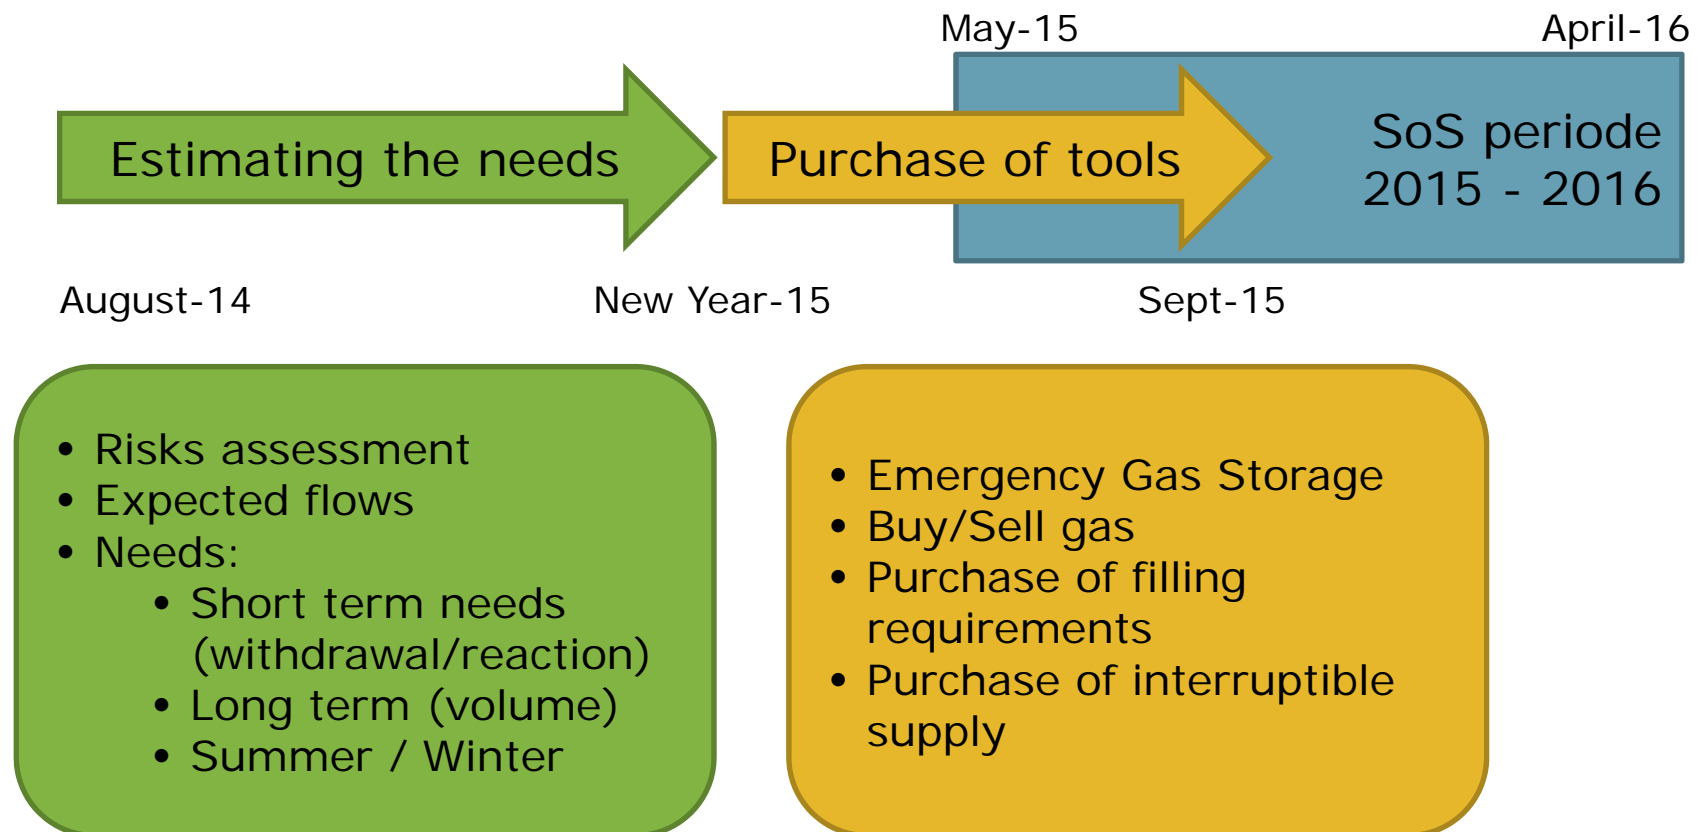 May-15
April-16
Estimating the needs
Purchase of tools
SoS periode
2015 - 2016
August-14
New Year-15
Sept-15
• Risks assessment
• Expected flows
• Needs:
• Short term needs
(withdrawal/reaction)
• Long term (volume)
• Summer / Winter
• Emergency Gas Storage
• Buy/Sell gas
• Purchase of filling
requirements
• Purchase of interruptible
supply